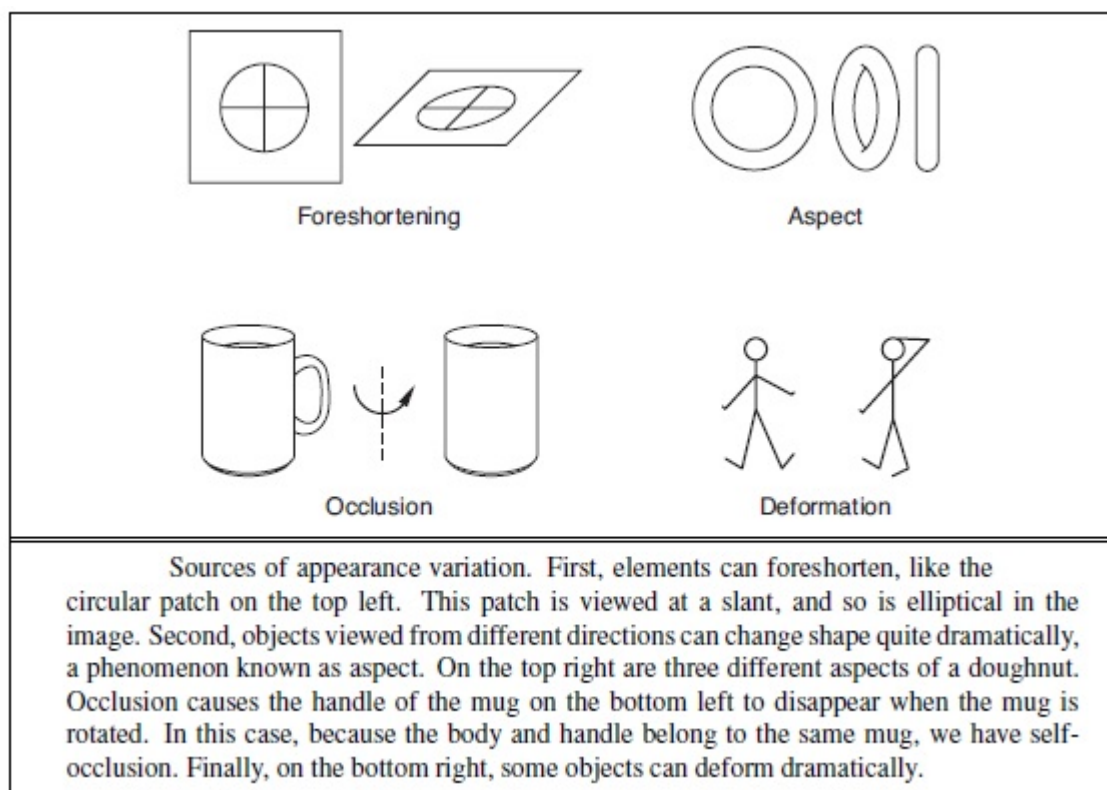 Foreshortening
Aspect
Occlusion
Deformation
Sources of appearance variation. First, elements can foreshorten, like the
circular patch on the top left. This patch is viewed at a slant, and so is elliptical in the
image. Second, objects viewed from different directions can change shape quite dramatically,
a phenomenon known as aspect. On the top right are three different aspects of a doughnut.
Occlusion causes the handle of the mug on the bottom left to disappear when the mug is
rotated. In this case, because the body and handle belong to the same mug, we have self-
occlusion. Finally, on the bottom right, some objects can deform dramatically.